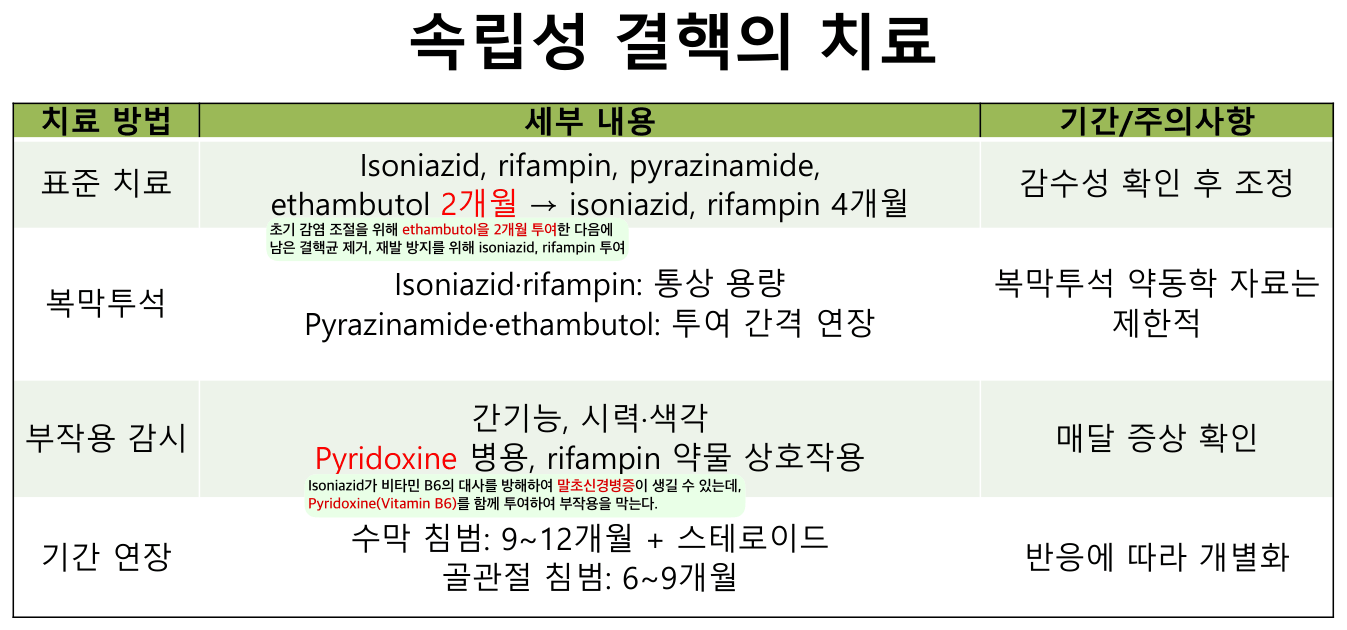 속립성 결핵의 치료
치료 방법
세부 내용
기간/주의사항
표준 치료
Isoniazid, rifampin, pyrazinamide,
ethambutol 2개월 → isoniazid, rifampin 4개월
초기 감염 조절을 위해 ethambutol을 2개월 투여한 다음에
남은 결핵균 제거, 재발 방지를 위해 isoniazid, rifampin 투여
감수성 확인 후 조정
복막투석
Isoniazid·rifampin: 통상 용량
Pyrazinamide·ethambutol: 투여 간격 연장
복막투석 약동학 자료는
제한적
부작용 감시
간기능, 시력·색각
Pyridoxine 병용, rifampin 약물 상호작용
Isoniazid가 비타민 B6의 대사를 방해하여 말초신경병증이 생길 수 있는데,
Pyridoxine(Vitamin B6)를 함께 투여하여 부작용을 막는다.
매달 증상 확인
기간 연장
수막 침범: 9~12개월 + 스테로이드
골관절 침범: 6~9개월
반응에 따라 개별화